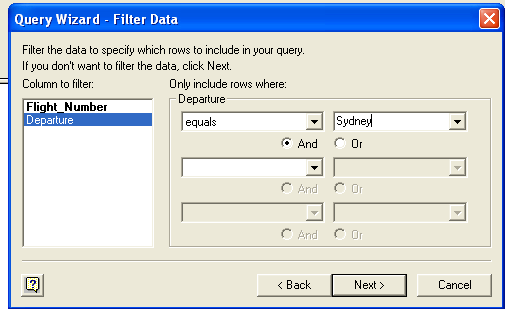 Query Wizard - Filter Data
Filter the data to specify which rows to include in your query.
If you don't want to filter the data, click Next.
Column to filter:
Only include rows where:
Flight_Number
Departure
Departure
equals
Sydney
And
Or
And
Or
And
Or
?
< Back
Next >
Cancel